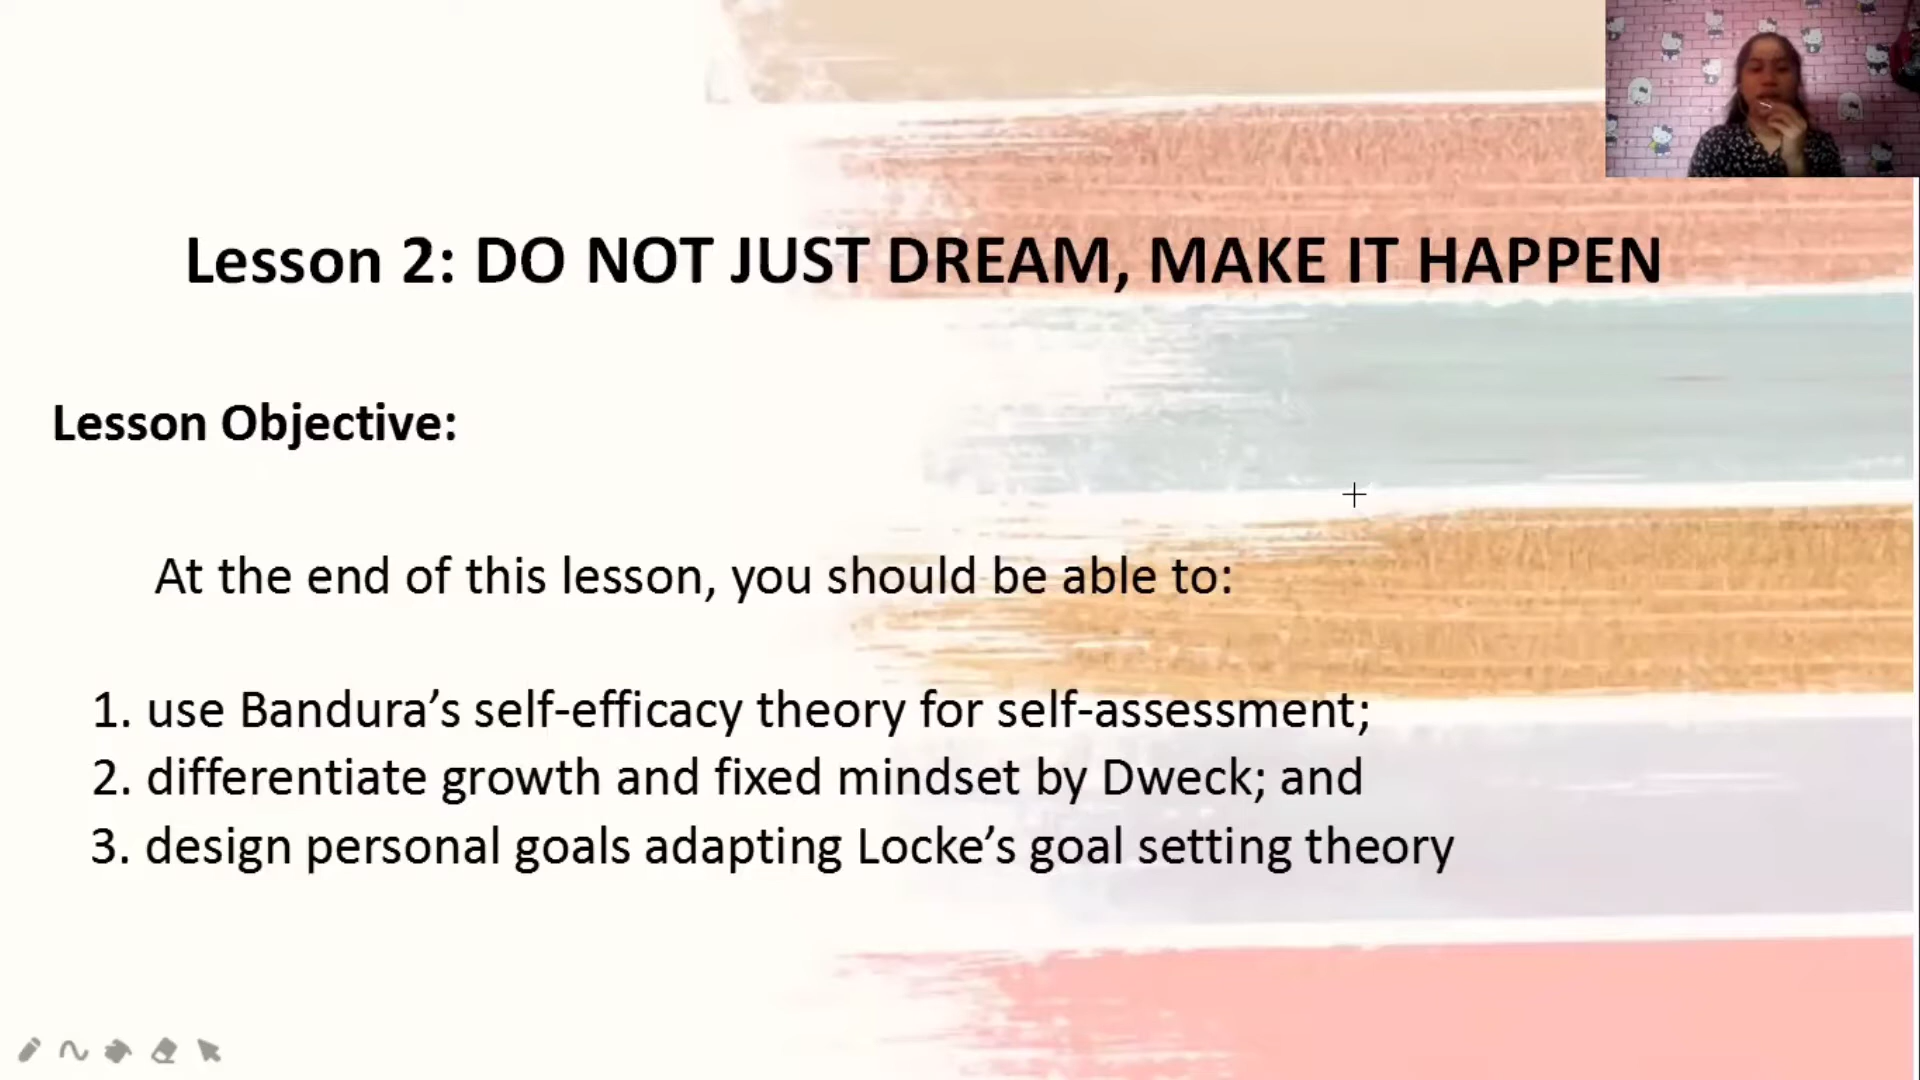 Lesson 2: DO NOT JUST DREAM, MAKE IT HAPPEN
Lesson Objective:
At the end of this lesson, you should be able to:
1. use Bandura’s self-efficacy theory for self-assessment;
2. differentiate growth and fixed mindset by Dweck; and
3. design personal goals adapting Locke’s goal setting theory